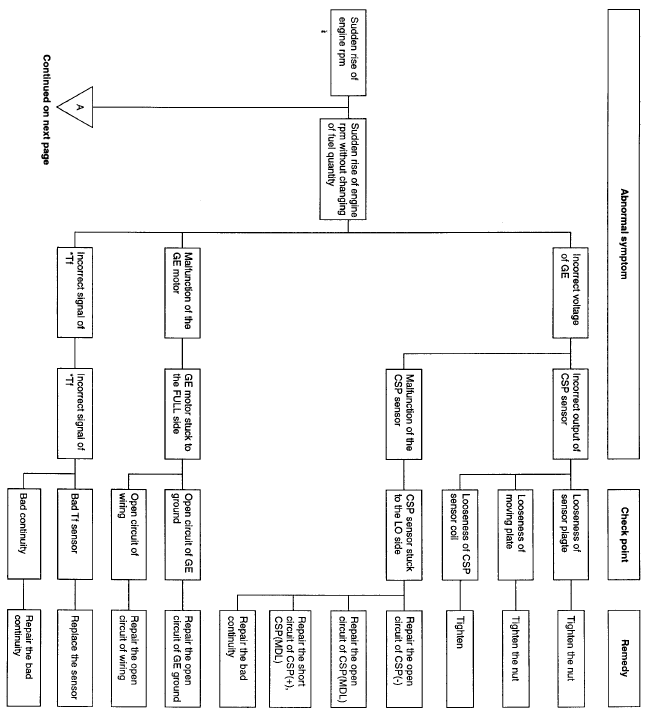 Abnormal symptom
Check point
Remedy
Sudden rise of
engine rpm
Sudden rise of engine
rpm without changing
of fuel quantity
Incorrect voltage
of GE
Incorrect output of
CSP sensor
Looseness of
sensor plagte
Tighten the nut
Looseness of
moving plate
Tighten the nut
Looseness of CSP
sensor coil
Tighten
Malfunction of the
CSP sensor
CSP sensor stuck
to the LO side
Repair the open
circuit of CSP(-)
Repair the open
circuit of CSP(MDL)
Repair the short
circuit of CSP(+),
CSP(MDL)
Repair the bad
continuity
Malfunction of the
GE motor
GE motor stuck to
the FULL side
Open circuit of GE
ground
Repair the open
circuit of GE ground
Open circuit of
wiring
Repair the open
circuit of wiring
Incorrect signal of
*Tf
Incorrect signal of
*Tf
Bad Tf sensor
Replace the sensor
Bad continuity
Repair the bad
continuity
A
Continued on next page